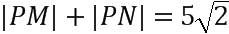 |PM| + |PN| = 5√2